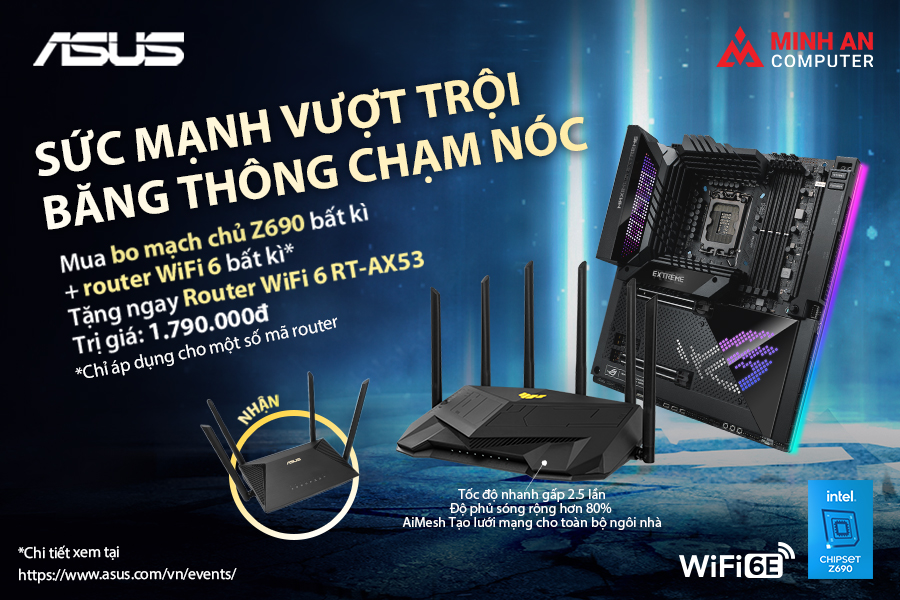 ASUS
MINH AN
COMPUTER
SỨC MẠNH VƯỢT TRỘI
BĂNG THÔNG CHẠM NÓC
Mua bo mạch chủ Z690 bất kì
+ router WiFi 6 bất kì*
Tặng ngay Router WiFi 6 RT-AX53
Trị giá: 1.790.000đ
*Chỉ áp dụng cho một số mã router
NHẬN
ASUS
EXTREME
Tốc độ nhanh gấp 2.5 lần
Độ phủ sóng rộng hơn 80%
AiMesh Tạo lưới mạng cho toàn bộ ngôi nhà
*Chi tiết xem tại
https://www.asus.com/vn/events/
WiFi 6E
intel.
CHIPSET
Z690